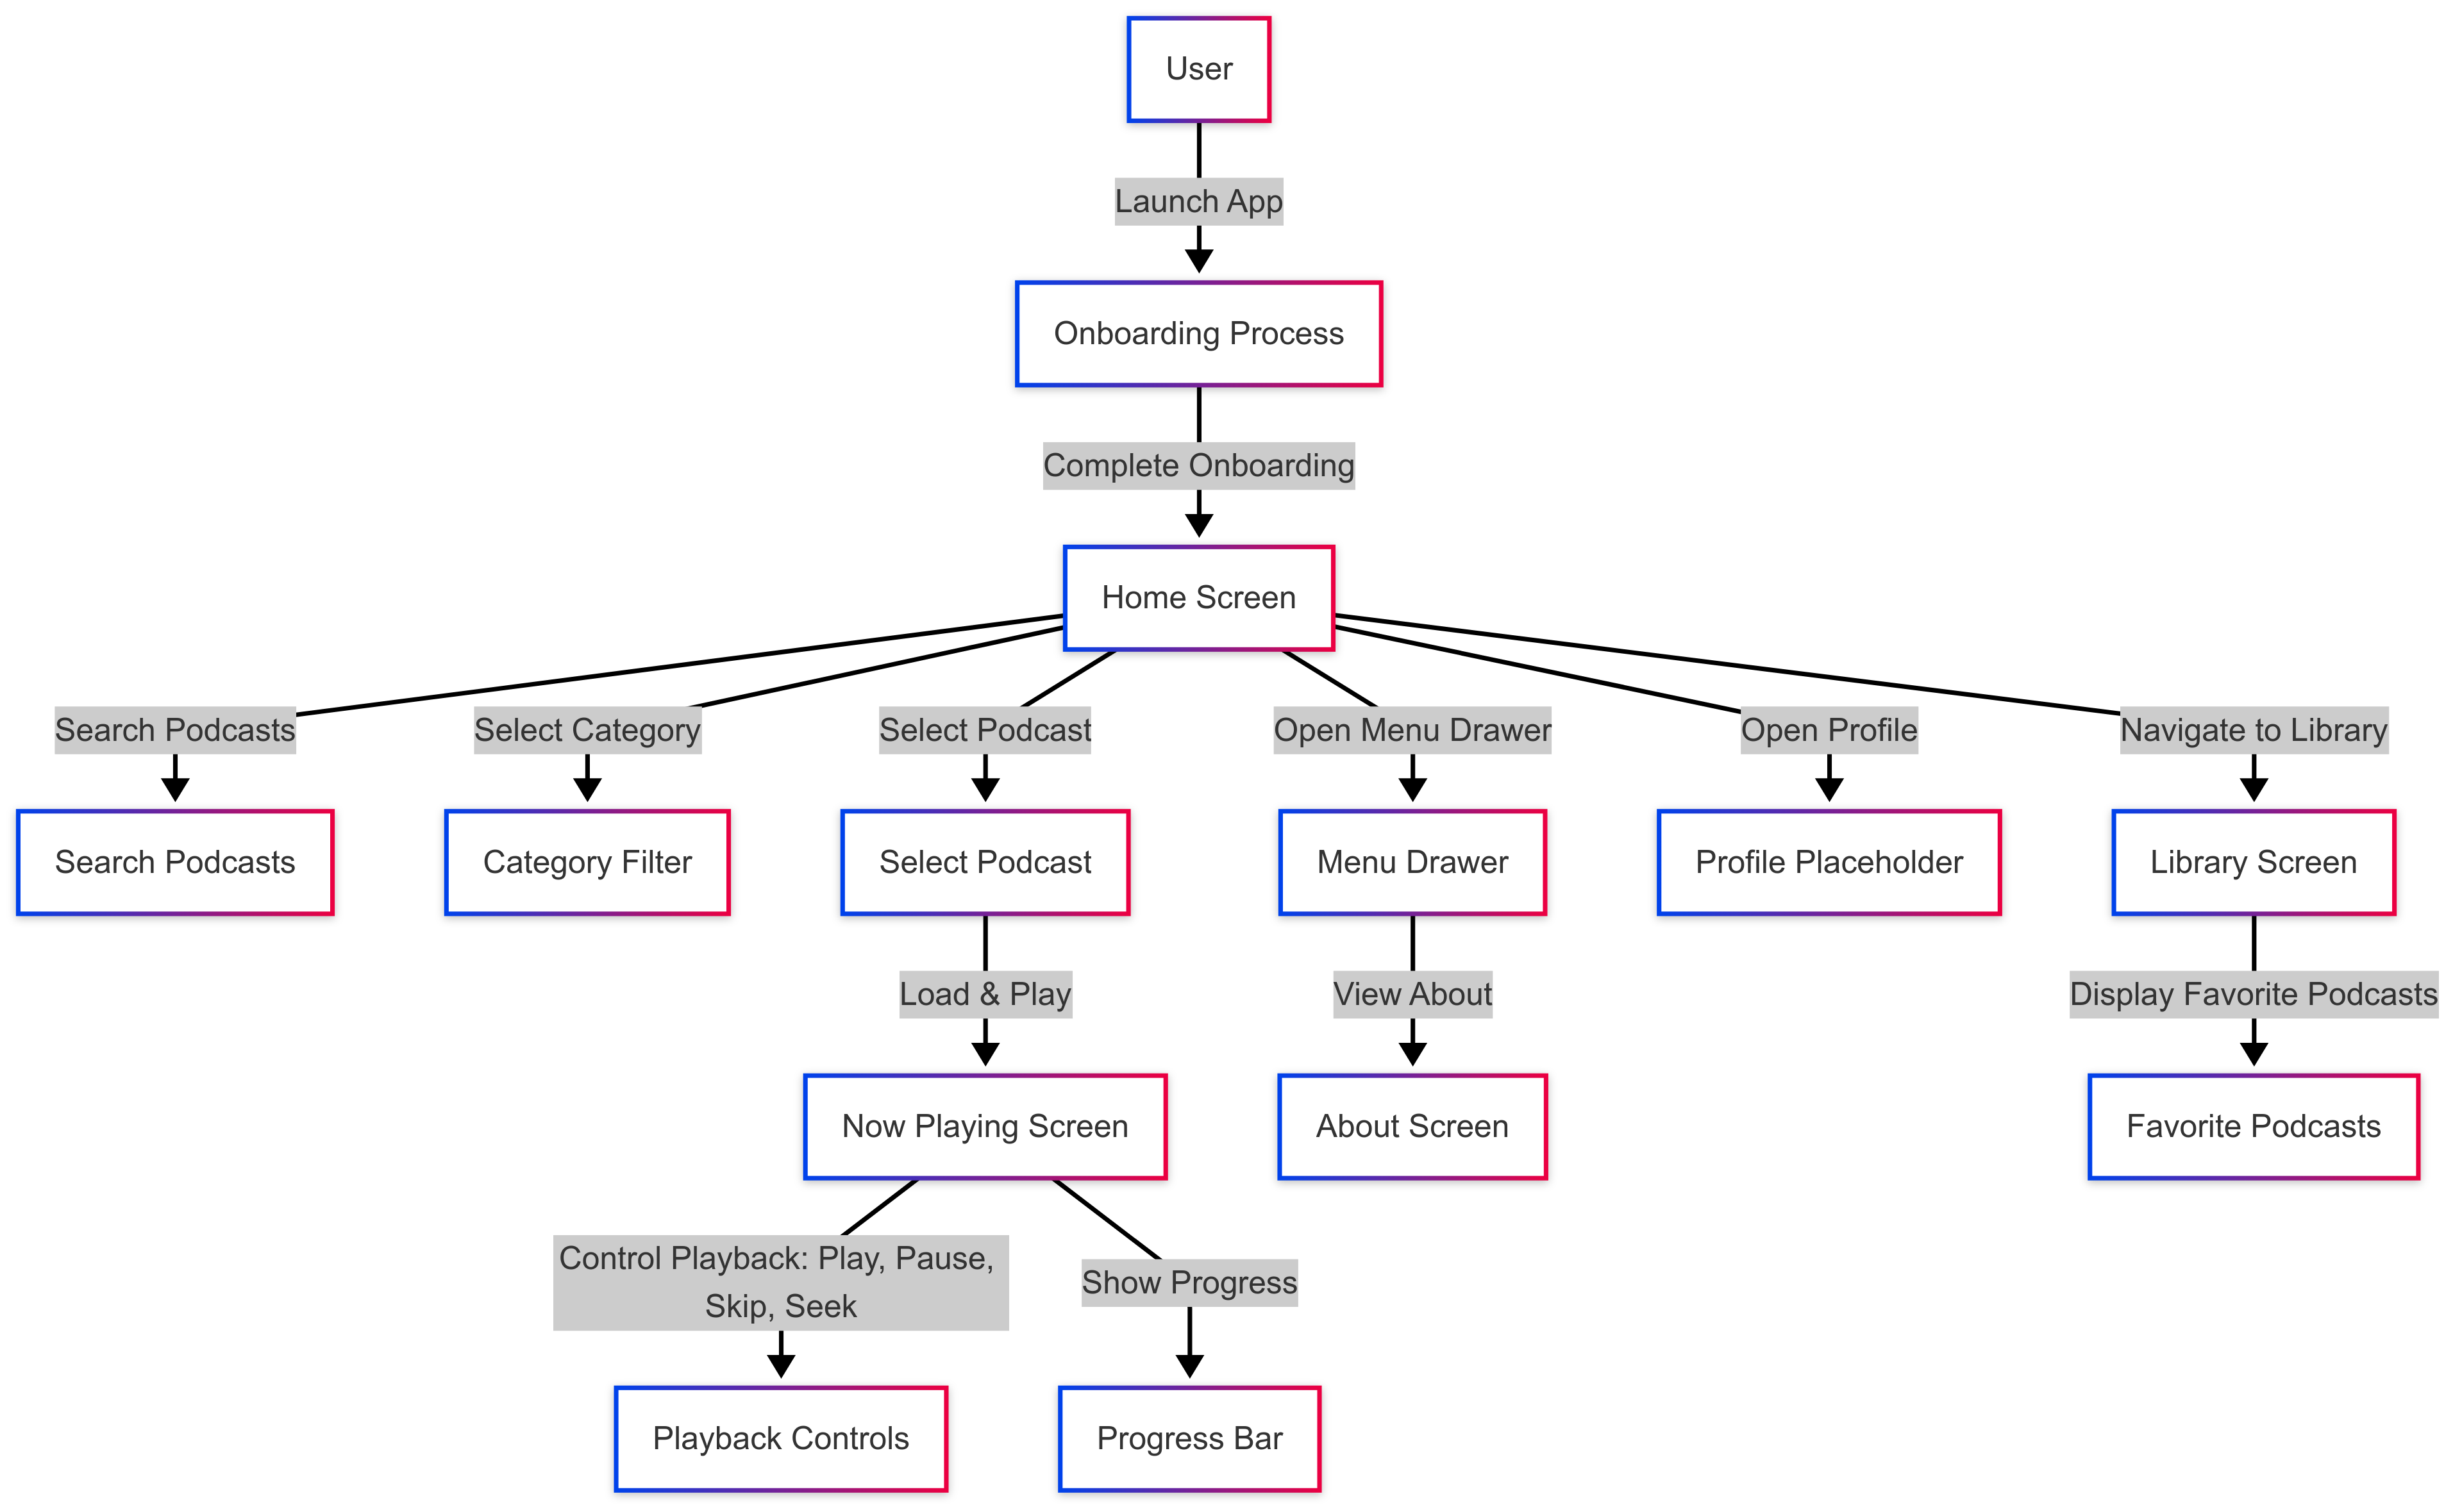 User
Launch App
Onboarding Process
Complete Onboarding
Home Screen
Search Podcasts
Select Category
Select Podcast
Open Menu Drawer
Open Profile
Navigate to Library
Search Podcasts
Category Filter
Select Podcast
Menu Drawer
Profile Placeholder
Library Screen
Load & Play
View About
Display Favorite Podcasts
Now Playing Screen
About Screen
Favorite Podcasts
Control Playback: Play, Pause,
Skip, Seek
Show Progress
Playback Controls
Progress Bar